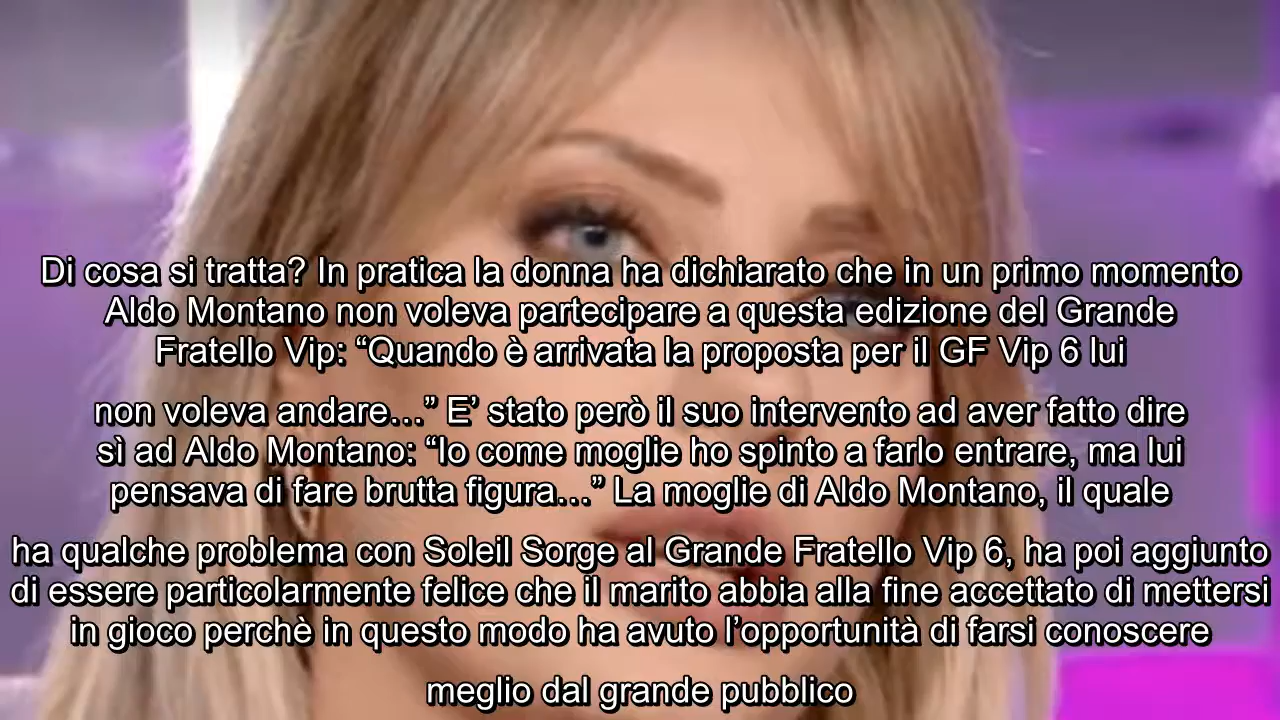 Di cosa si tratta? In pratica la donna ha dichiarato che in un primo momento
Aldo Montano non voleva partecipare a questa edizione del Grande
Fratello Vip: “Quando è arrivata la proposta per il GF Vip 6 lui
non voleva andare…” E’ stato però il suo intervento ad aver fatto dire
sì ad Aldo Montano: “Io come moglie ho spinto a farlo entrare, ma lui
pensava di fare brutta figura…” La moglie di Aldo Montano, il quale
ha qualche problema con Soleil Sorge al Grande Fratello Vip 6, ha poi aggiunto
di essere particolarmente felice che il marito abbia alla fine accettato di mettersi
in gioco perchè in questo modo ha avuto l’opportunità di farsi conoscere
meglio dal grande pubblico